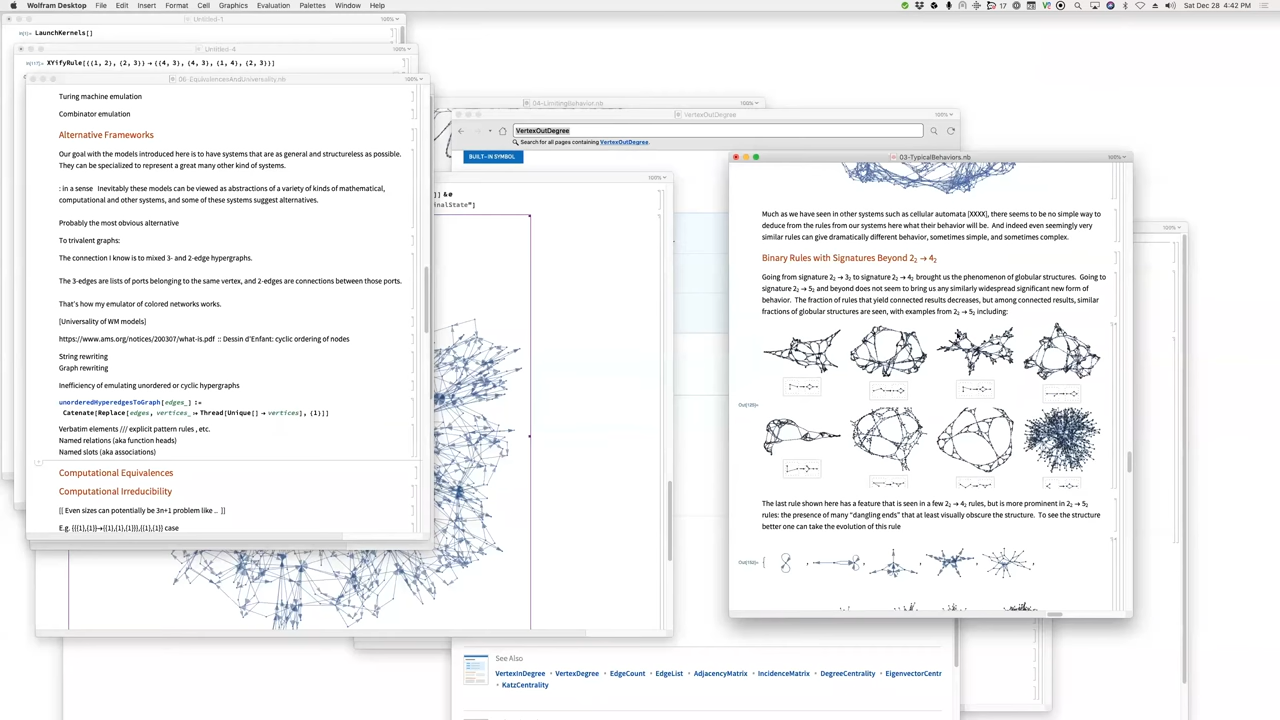 Wolfram Desktop File Edit Insert Format Cell Graphics Evaluation Palettes Window Help
17 Sat Dec 28 4:42 PM
Untitled-1 100%
LaunchKernels[]
Untitled-4 100%
XYifyRule[{{1, 2}, {2, 3}} → {{4, 3}, {4, 3}, {1, 4}, {2, 3}}]
06-EquivalencesAndUniversality.nb 100%
Turing machine emulation
Combinator emulation
Alternative Frameworks
Our goal with the models introduced here is to have systems that are as general and structureless as possible.
They can be specialized to represent a great many other kind of systems.
: in a sense Inevitably these models can be viewed as abstractions of a variety of kinds of mathematical,
computational and other systems, and some of these systems suggest alternatives.
Probably the most obvious alternative
To trivalent graphs:
The connection I know is to mixed 3- and 2-edge hypergraphs.
The 3-edges are lists of ports belonging to the same vertex, and 2-edges are connections between those ports.
That's how my emulator of colored networks works.
[Universality of WM models]
https://www.ams.org/notices/200307/what-is.pdf :: Dessin d'Enfant: cyclic ordering of nodes
String rewriting
Graph rewriting
Inefficiency of emulating unordered or cyclic hypergraphs
unorderedHyperedgesToGraph[edges_] :=
Catenate[Replace[edges, vertices_ :> Thread[Unique[] → vertices], {1}]]
Verbatim elements /// explicit pattern rules , etc.
Named relations (aka function heads)
Named slots (aka associations)
Computational Equivalences
Computational Irreducibility
[[ Even sizes can potentially be 3n+1 problem like .. ]]
E.g. {{{1},{1}}→{{1},{1},{1}}},{{1},{1}} case
04-LimitingBehavior.nb 100%
100%
]] &@
inalState"]
VertexOutDegree 100%
VertexOutDegree
Search for all pages containing VertexOutDegree.
BUILT-IN SYMBOL
See Also
VertexInDegree • VertexDegree • EdgeCount • EdgeList • AdjacencyMatrix • IncidenceMatrix • DegreeCentrality • EigenvectorCentr
• KatzCentrality
100%
03-TypicalBehaviors.nb 100%
Much as we have seen in other systems such as cellular automata [XXXX], there seems to be no simple way to
deduce from the rules from our systems here what their behavior will be. And indeed even seemingly very
similar rules can give dramatically different behavior, sometimes simple, and sometimes complex.
Binary Rules with Signatures Beyond 2₂ → 4₂
Going from signature 2₂ → 3₂ to signature 2₂ → 4₂ brought us the phenomenon of globular structures. Going to
signature 2₂ → 5₂ and beyond does not seem to bring us any similarly widespread significant new form of
behavior. The fraction of rules that yield connected results decreases, but among connected results, similar
fractions of globular structures are seen, with examples from 2₂ → 5₂ including:
The last rule shown here has a feature that is seen in a few 2₂ → 4₂ rules, but is more prominent in 2₂ → 5₂
rules: the presence of many "dangling ends" that at least visually obscure the structure. To see the structure
better one can take the evolution of this rule